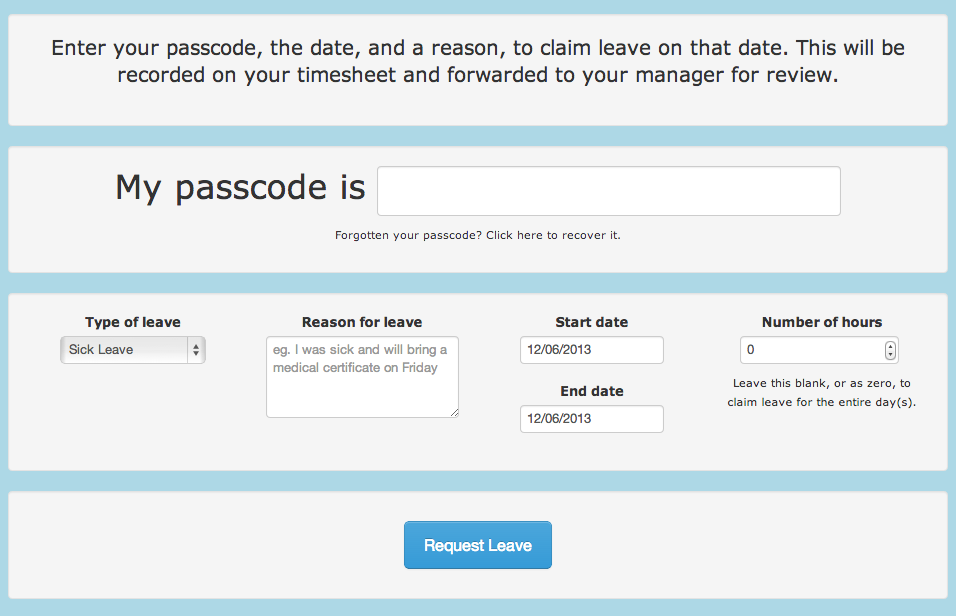 Enter your passcode, the date, and a reason, to claim leave on that date. This will be
recorded on your timesheet and forwarded to your manager for review.
My passcode is
Forgotten your passcode? Click here to recover it.
Type of leave
Sick Leave
Reason for leave
eg. I was sick and will bring a
medical certificate on Friday
Start date
12/06/2013
End date
12/06/2013
Number of hours
0
Leave this blank, or as zero, to
claim leave for the entire day(s).
Request Leave